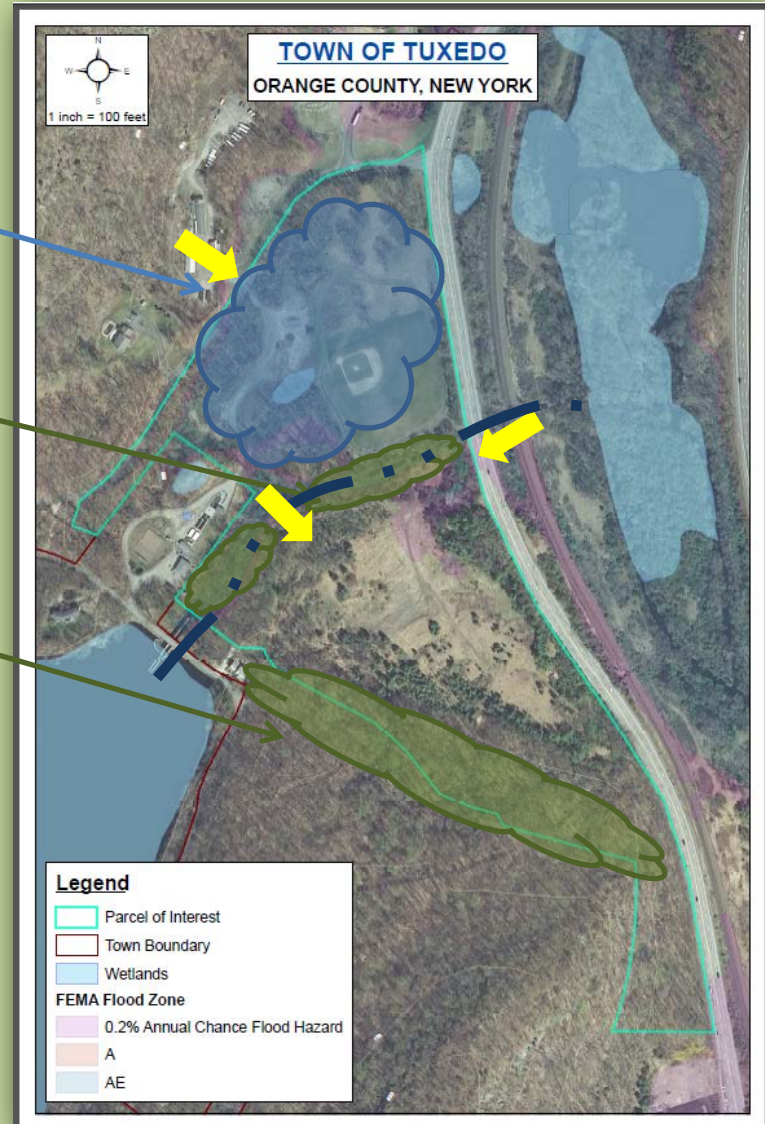 N
W E
S
1 inch = 100 feet
TOWN OF TUXEDO
ORANGE COUNTY, NEW YORK
Legend
Parcel of Interest
Town Boundary
Wetlands
FEMA Flood Zone
0.2% Annual Chance Flood Hazard
A
AE